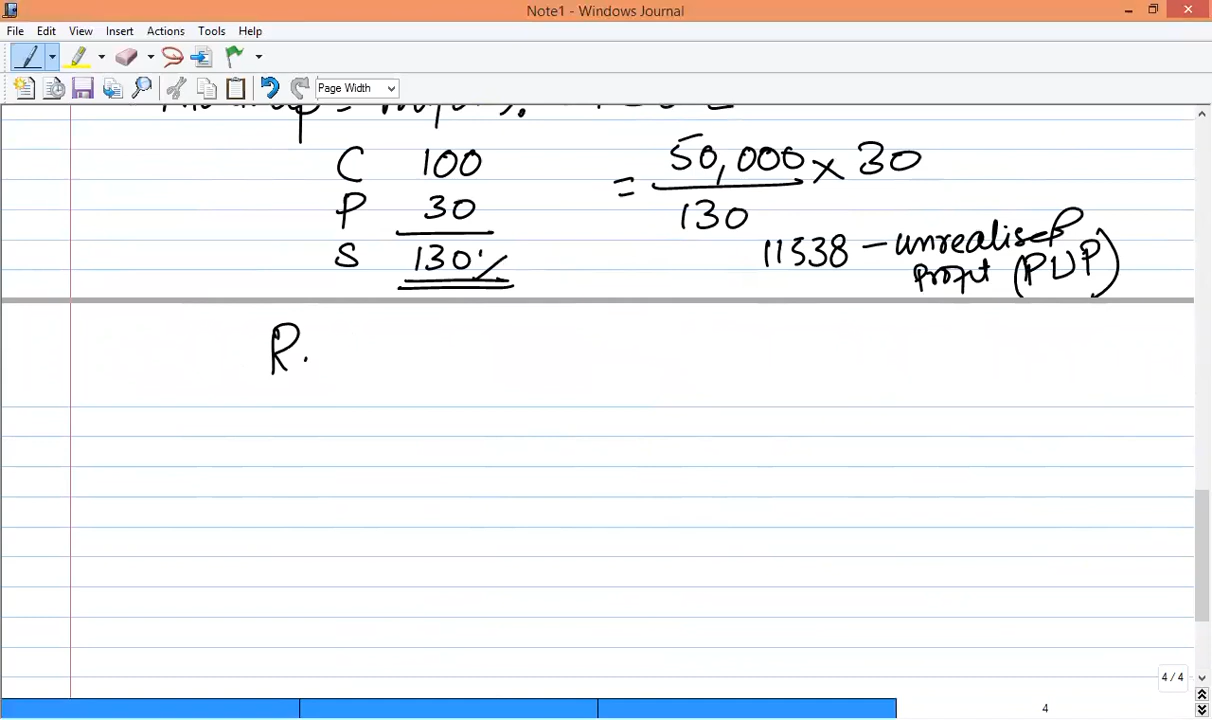 Note1 - Windows Journal
File Edit View Insert Actions Tools Help
Page Width
C 100
P 30
S 130%
= 50,000 × 30
130
11538 - unrealised
Profit (PUP)
R.
4 / 4
4